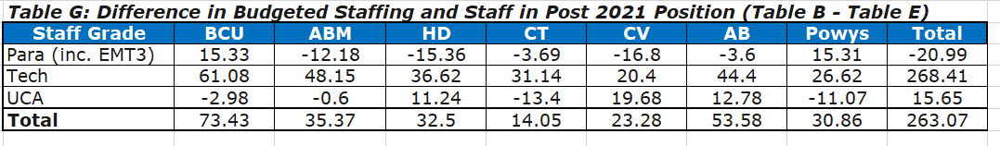 Table G: Difference in Budgeted Staffing and Staff in Post 2021 Position (Table B - Table E)
Staff Grade BCU ABM HD CT CV AB Powys Total
Para (inc. EMT3) 15.33 -12.18 -15.36 -3.69 -16.8 -3.6 15.31 -20.99
Tech 61.08 48.15 36.62 31.14 20.4 44.4 26.62 268.41
UCA -2.98 -0.6 11.24 -13.4 19.68 12.78 -11.07 15.65
Total 73.43 35.37 32.5 14.05 23.28 53.58 30.86 263.07